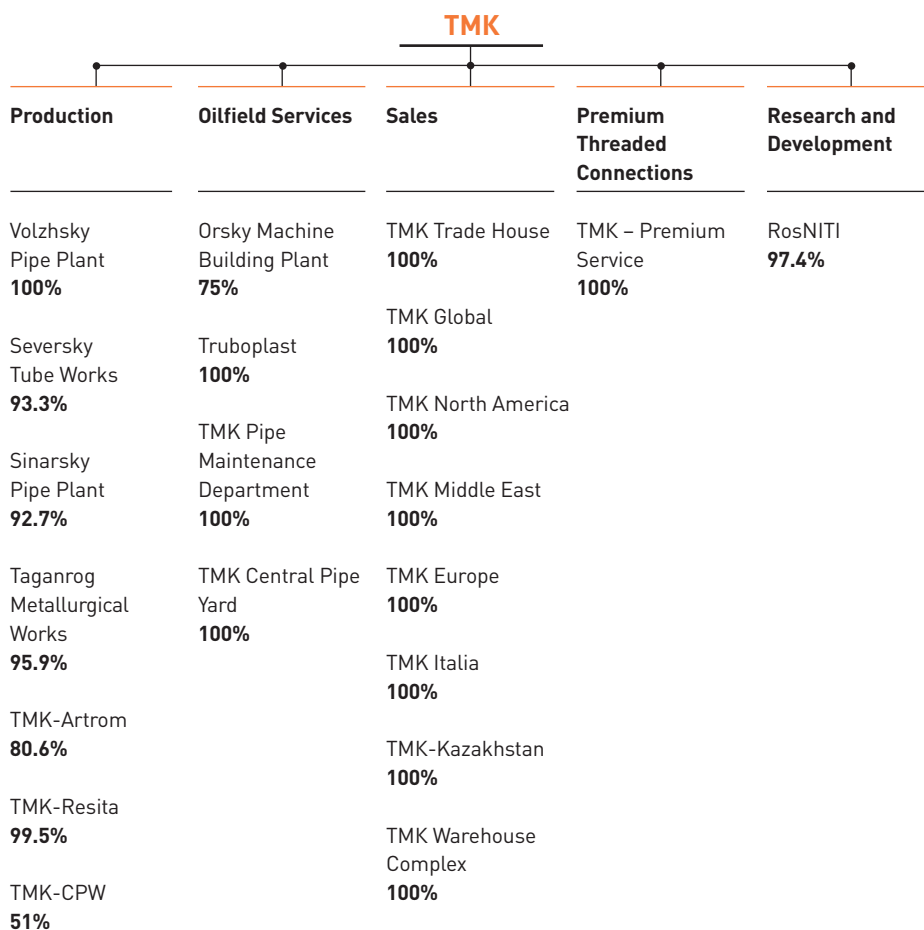 TMK
Production
Volzhsky
Pipe Plant
100%
Seversky
Tube Works
93.3%
Sinarsky
Pipe Plant
92.7%
Taganrog
Metallurgical
Works
95.9%
TMK-Artrom
80.6%
TMK-Resita
99.5%
TMK-CPW
51%
Oilfield Services
Orsky Machine
Building Plant
75%
Truboplast
100%
TMK Pipe
Maintenance
Department
100%
TMK Central Pipe
Yard
100%
Sales
TMK Trade House
100%
TMK Global
100%
TMK North America
100%
TMK Middle East
100%
TMK Europe
100%
TMK Italia
100%
TMK-Kazakhstan
100%
TMK Warehouse
Complex
100%
Premium
Threaded
Connections
TMK – Premium
Service
100%
Research and
Development
RosNITI
97.4%